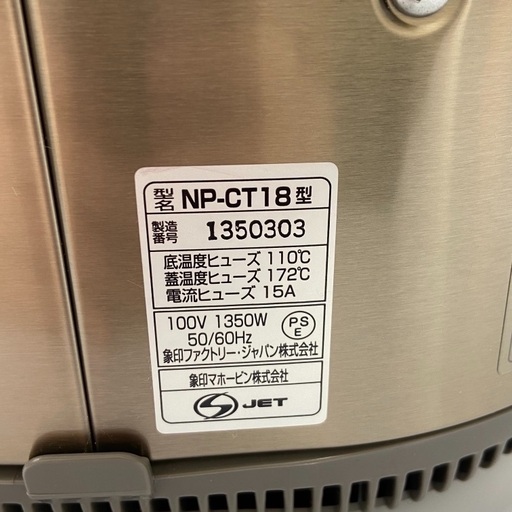 型名 NP-CT18型
製造番号 1350303
底温度ヒューズ 110℃
蓋温度ヒューズ 172℃
電流ヒューズ 15A
100V 1350W
50/60Hz
PSE
象印ファクトリー・ジャパン株式会社
象印マホービン株式会社
S JET